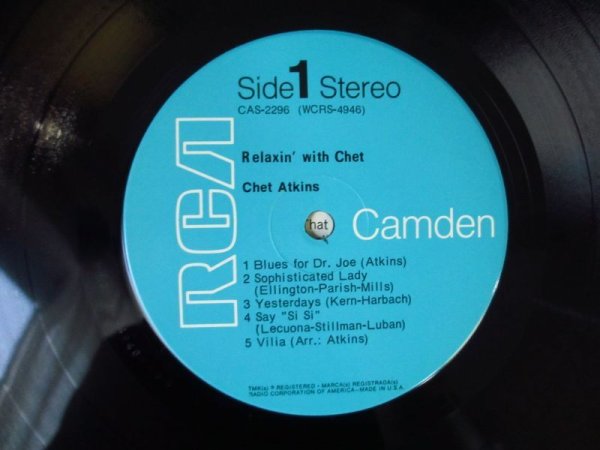 Side 1 Stereo
CAS-2296 (WCRS-4946)
RCA
Relaxin' with Chet
Chet Atkins
hat
Camden
1 Blues for Dr. Joe (Atkins)
2 Sophisticated Lady
(Ellington-Parish-Mills)
3 Yesterdays (Kern-Harbach)
4 Say "Si Si"
(Lecuona-Stillman-Luban)
5 Vilia (Arr.: Atkins)
TMK(s) ® REGISTERED • MARCA(s) REGISTRADA(s)
RADIO CORPORATION OF AMERICA—MADE IN U.S.A.